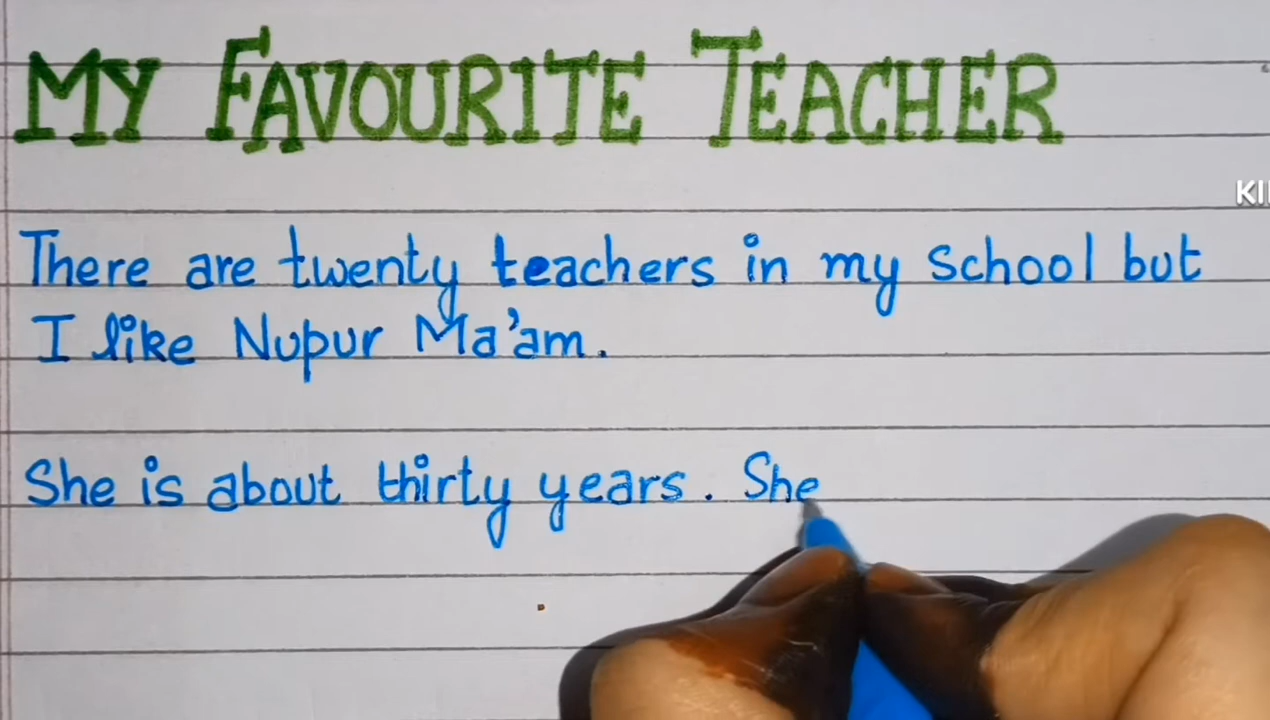 MY FAVOURITE TEACHER
There are twenty teachers in my school but
I like Nupur Ma'am.
She is about thirty years. She